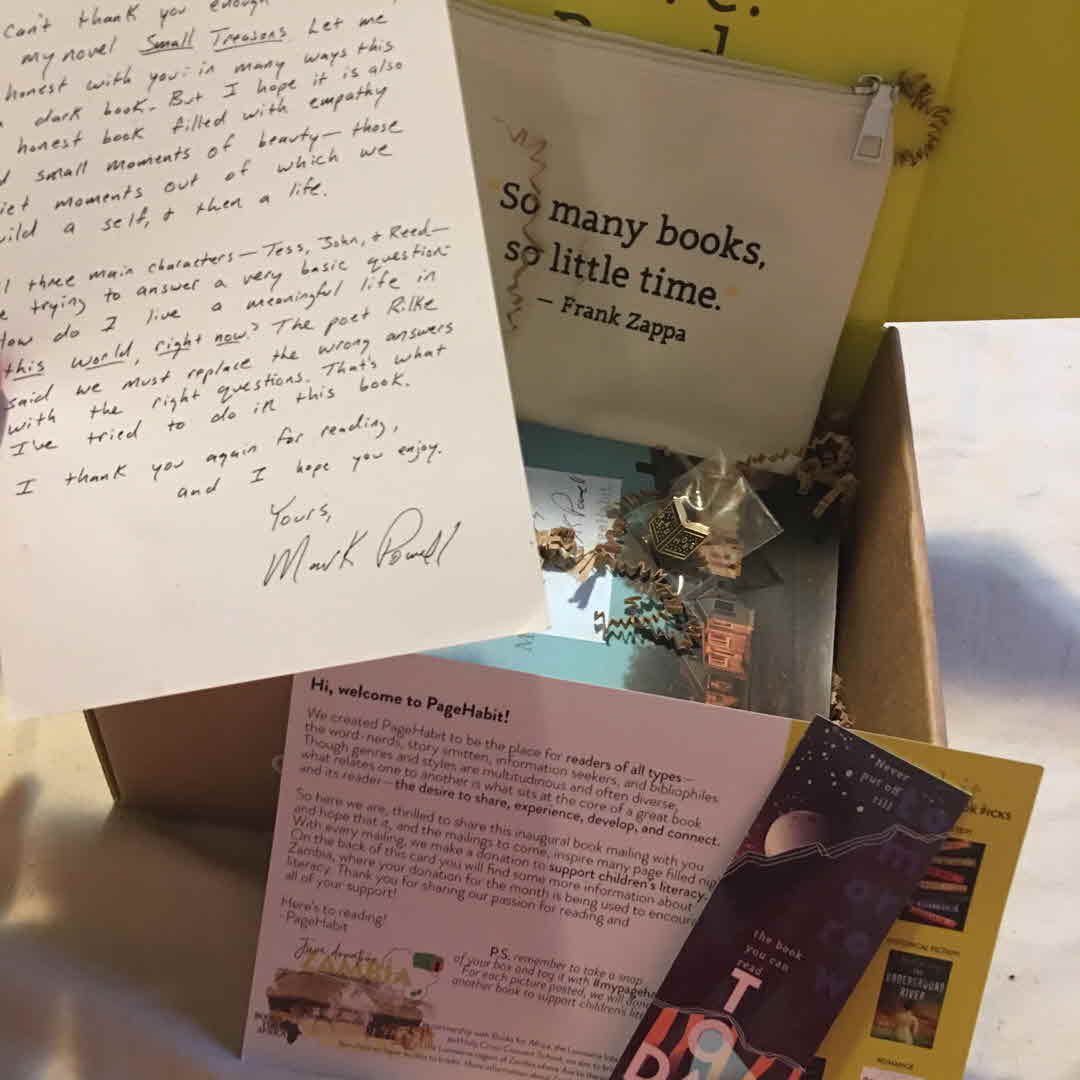 can't thank you enough
my novel Small Treasons. Let me
honest with you: in many ways this
dark book. But I hope it is also
honest book filled with empathy
small moments of beauty— those
moments out of which we
a self, & then a life.
three main characters— Tess, John, & Reed—
trying to answer a very basic question:
How do I live a meaningful life in
this world, right now? The poet Rilke
said we must replace the wrong answers
with the right questions. That's what
I've tried to do in this book.
I thank you again for reading,
and I hope you enjoy.
Yours,
Mark Powell
So many books,
so little time.
— Frank Zappa
Hi, welcome to PageHabit!
We created PageHabit to be the place for readers of all types—
the word-nerds, story smitten, information seekers, and bibliophiles
Though genres and styles are multitudinous and often diverse,
what relates one to another is what sits at the core of a great book
and its reader—the desire to share, experience, develop, and connect.
So here we are, thrilled to share this inaugural book mailing with you
and hope that it, and the mailings to come, inspire many page filled
With every mailing, we make a donation to support children's literacy.
On the back of this card you will find some more information about
Zambia, where your donation for the month is being used to
literacy. Thank you for sharing our passion for reading and
all of your support!
Here's to reading!
-PageHabit
P.S. remember to take a snap
of your box and tag it with
For each picture posted, we will
another book to support children's
ZAMBIA
Never
put off
till
to
m
or
ro
w
the book
you can
read
TO
DA
PICKS
HISTORICAL FICTION
THE
UNDERGROUND
RIVER
ROMANCE